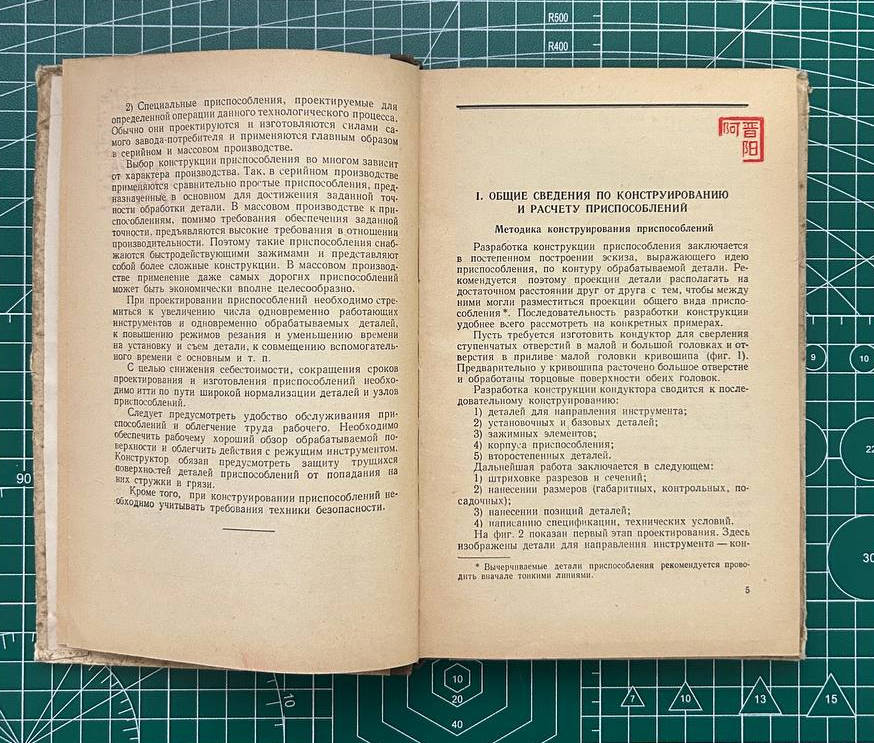 2) Специальные приспособления, проектируемые для
определенной операции данного технологического процесса.
Обычно они проектируются и изготовляются силами са-
мого завода-потребителя и применяются главным образом
в серийном и массовом производстве.
Выбор конструкции приспособления во многом зависит
от характера производства. Так, в серийном производстве
применяются сравнительно простые приспособления, пред-
назначенные в основном для достижения заданной точ-
ности обработки детали. В массовом производстве к при-
способлениям, помимо требования обеспечения заданной
точности, предъявляются высокие требования в отношении
производительности. Поэтому такие приспособления снаб-
жаются быстродействующими зажимами и представляют
собой более сложные конструкции. В массовом производ-
стве применение даже самых дорогих приспособлений
может быть экономически вполне целесообразно.
При проектировании приспособлений необходимо стре-
миться к увеличению числа одновременно работающих
инструментов и одновременно обрабатываемых деталей,
к повышению режимов резания и уменьшению времени
на установку и съем детали, к совмещению вспомогатель-
ного времени с основным и т. п.
С целью снижения себестоимости, сокращения сроков
проектирования и изготовления приспособлений необхо-
димо итти по пути широкой нормализации деталей и узлов
приспособлений.
Следует предусмотреть удобство обслуживания при-
способлений и облегчение труда рабочего. Необходимо
обеспечить рабочему хороший обзор обрабатываемой по-
верхности и облегчить действия с режущим инструментом.
Конструктор обязан предусмотреть защиту трущихся
поверхностей деталей приспособлений от попадания на
них стружки и грязи.
Кроме того, при конструировании приспособлений не-
обходимо учитывать требования техники безопасности.
阿晋阳
I. ОБЩИЕ СВЕДЕНИЯ ПО КОНСТРУИРОВАНИЮ
И РАСЧЕТУ ПРИСПОСОБЛЕНИЙ
Методика конструирования приспособлений
Разработка конструкции приспособления заключается
в постепенном построении эскиза, выражающего идею
приспособления, по контуру обрабатываемой детали. Ре-
комендуется поэтому проекции детали располагать на
достаточном расстоянии друг от друга с тем, чтобы между
ними могли разместиться проекции общего вида приспо-
собления*. Последовательность разработки конструкции
удобнее всего рассмотреть на конкретных примерах.
Пусть требуется изготовить кондуктор для сверления
ступенчатых отверстий в малой и большой головках и от-
верстия в приливе малой головки кривошипа (фиг. 1).
Предварительно у кривошипа расточено большое отверстие
и обработаны торцовые поверхности обеих головок.
Разработка конструкции кондуктора сводится к после-
довательному конструированию:
1) деталей для направления инструмента;
2) установочных и базовых деталей;
3) зажимных элементов;
4) корпуса приспособления;
5) второстепенных деталей.
Дальнейшая работа заключается в следующем:
1) штриховке разрезов и сечений;
2) нанесении размеров (габаритных, контрольных, по-
садочных);
3) нанесении позиций деталей;
4) написанию спецификации, технических условий.
На фиг. 2 показан первый этап проектирования. Здесь
изображены детали для направления инструмента — кон-
* Вычерчиваемые детали приспособления рекомендуется прово-
дить вначале тонкими линиями.
5
R500
R400
9
10
90
10
10
20
40
7
10
13
15